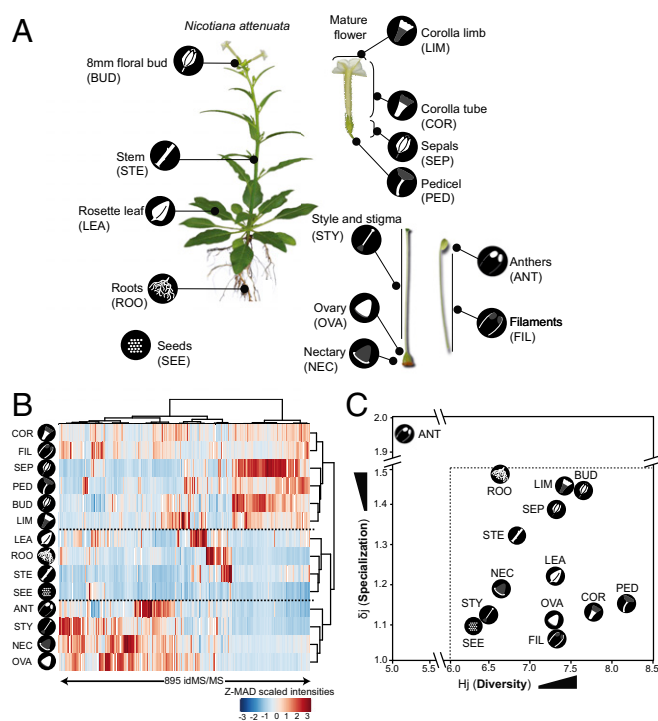 A
Nicotiana attenuata
8mm floral bud
(BUD)
Stem
(STE)
Rosette leaf
(LEA)
Roots
(ROO)
Seeds
(SEE)
Mature
flower
Corolla limb
(LIM)
Corolla tube
(COR)
Sepals
(SEP)
Pedicel
(PED)
Style and stigma
(STY)
Ovary
(OVA)
Nectary
(NEC)
Anthers
(ANT)
Filaments
(FIL)
B
COR
FIL
SEP
PED
BUD
LIM
LEA
ROO
STE
SEE
ANT
STY
NEC
OVA
895 idMS/MS
Z-MAD scaled intensities
-3 -2 -1 0 1 2 3
C
δj (Specialization)
2.0
1.9
1.5
1.4
1.3
1.2
1.1
1.0
ANT
ROO
LIM
BUD
SEP
STE
LEA
NEC
STY
SEE
OVA
FIL
COR
PED
5.0 5.5 6.0 6.5 7.0 7.5 8.0 8.5
Hj (Diversity)